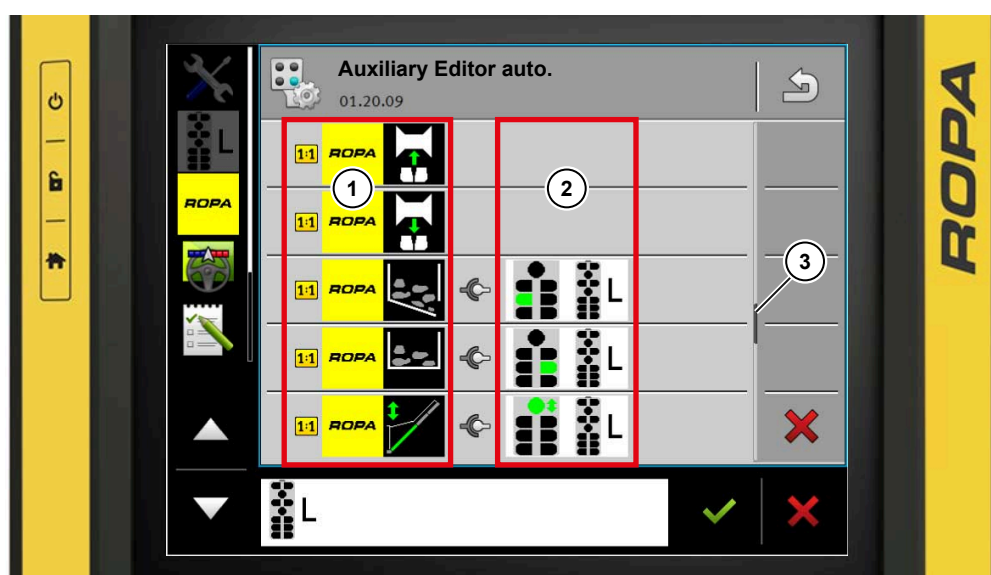 Auxiliary Editor auto.
01.20.09
L
ROPA
1:1 ROPA
1:1 ROPA
1:1 ROPA L
1:1 ROPA L
1:1 ROPA L
1
2
3
L
ROPA